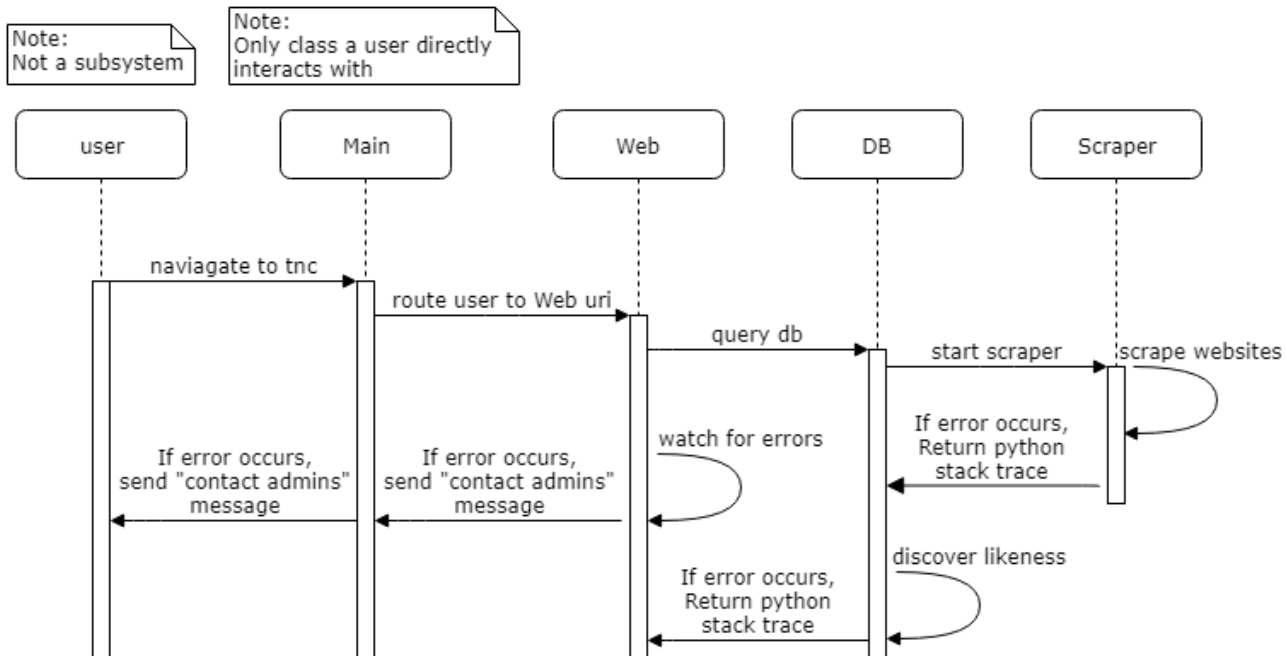 Note:
Not a subsystem
Note:
Only class a user directly
interacts with
user
Main
Web
DB
Scraper
naviagate to tnc
route user to Web uri
query db
start scraper
scrape websites
If error occurs,
send "contact admins"
message
If error occurs,
send "contact admins"
message
watch for errors
If error occurs,
Return python
stack trace
discover likeness
If error occurs,
Return python
stack trace